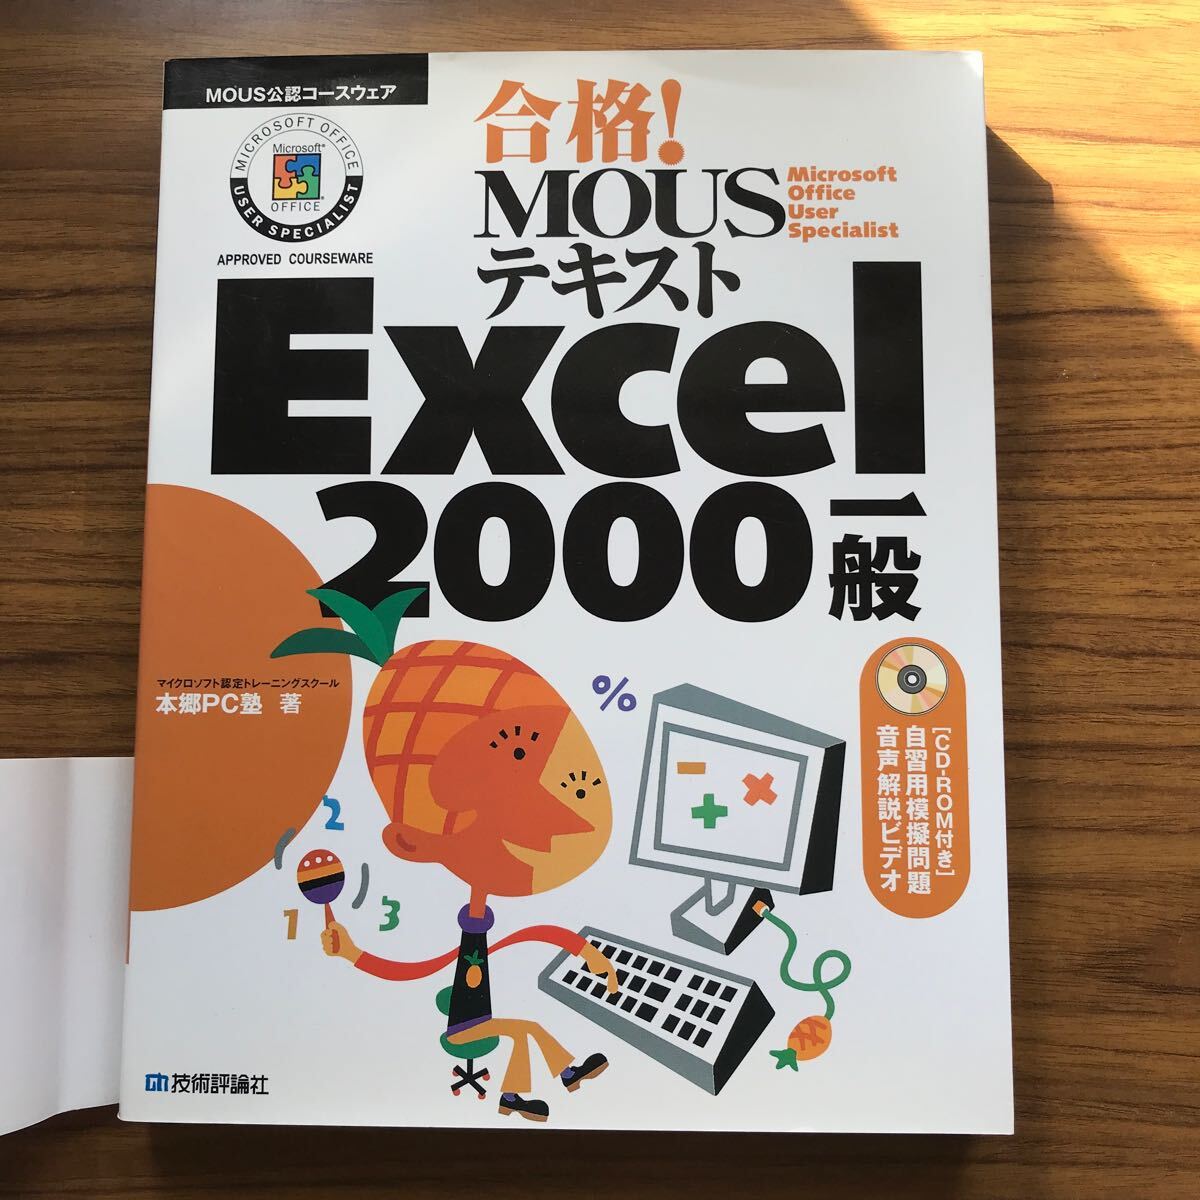 MOUS公認コースウェア
MICROSOFT OFFICE
USER SPECIALIST
Microsoft®
OFFICE
APPROVED COURSEWARE
合格!
MOUS
Microsoft
Office
User
Specialist
テキスト
Excel
2000
一般
マイクロソフト認定トレーニングスクール
本郷PC塾 著
%
2
1
3
[CD-ROM付き]
自習用模擬問題
音声解説ビデオ
技術評論社